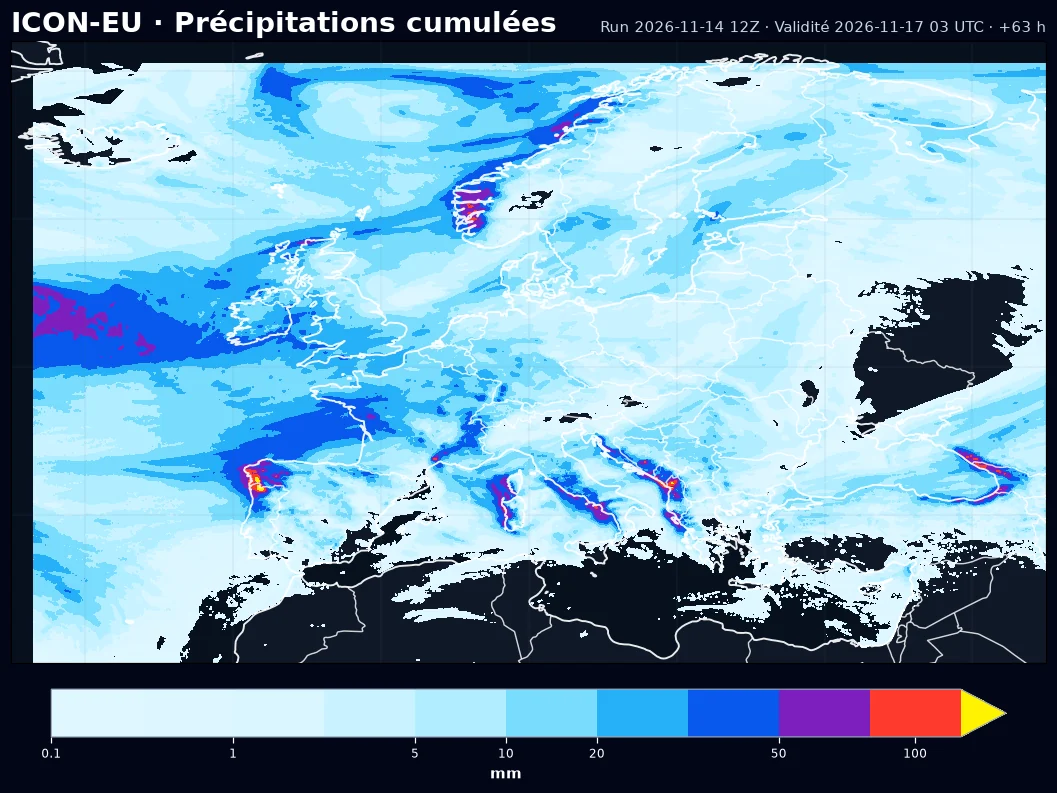 ICON-EU · Précipitations cumulées
Run 2026-11-14 12Z · Validité 2026-11-17 03 UTC · +63 h
0.1 1 5 10 20 50 100
mm